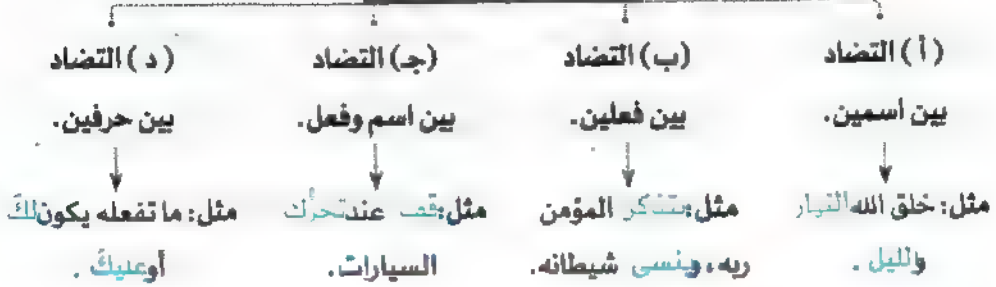 (أ) التضاد
بين اسمين.
مثل: خلق الله النهار
والليل.
(ب) التضاد
بين فعلين.
مثل: يتذكر المؤمن
ربه، وينسى شيطانه.
(جـ) التضاد
بين اسم وفعل.
مثل: قف عند تحرك
السيارات.
(د) التضاد
بين حرفين.
مثل: ما تفعله يكون لك
أو عليك.